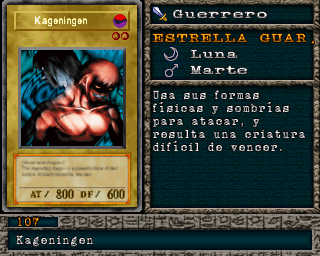 Kageningen
AT/ 800 DF/ 600
Guerrero
ESTRELLA GUAR.
Luna
Marte
Usa sus formas
físicas y sombrías
para atacar, y
resulta una criatura
difícil de vencer.
107
Kageningen